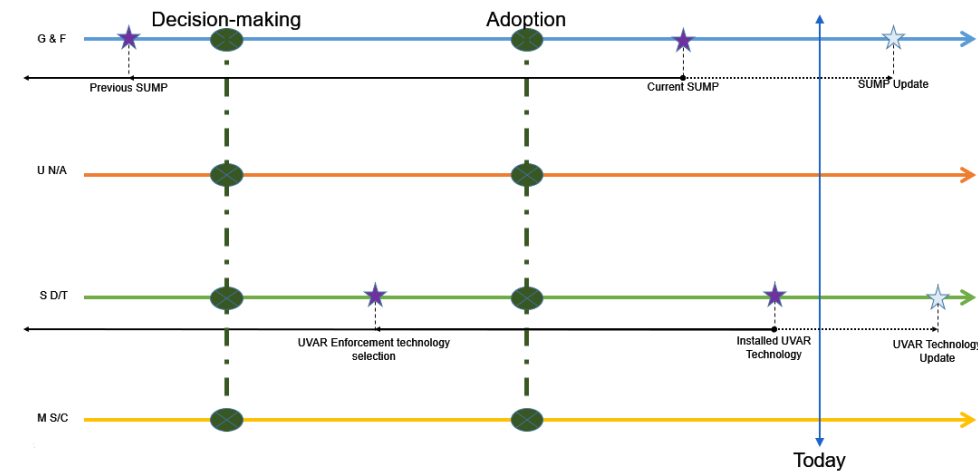 Decision-making
Adoption
G & F
Previous SUMP
Current SUMP
SUMP Update
U N/A
S D/T
UVAR Enforcement technology
selection
Installed UVAR
Technology
UVAR Technology
Update
M S/C
Today